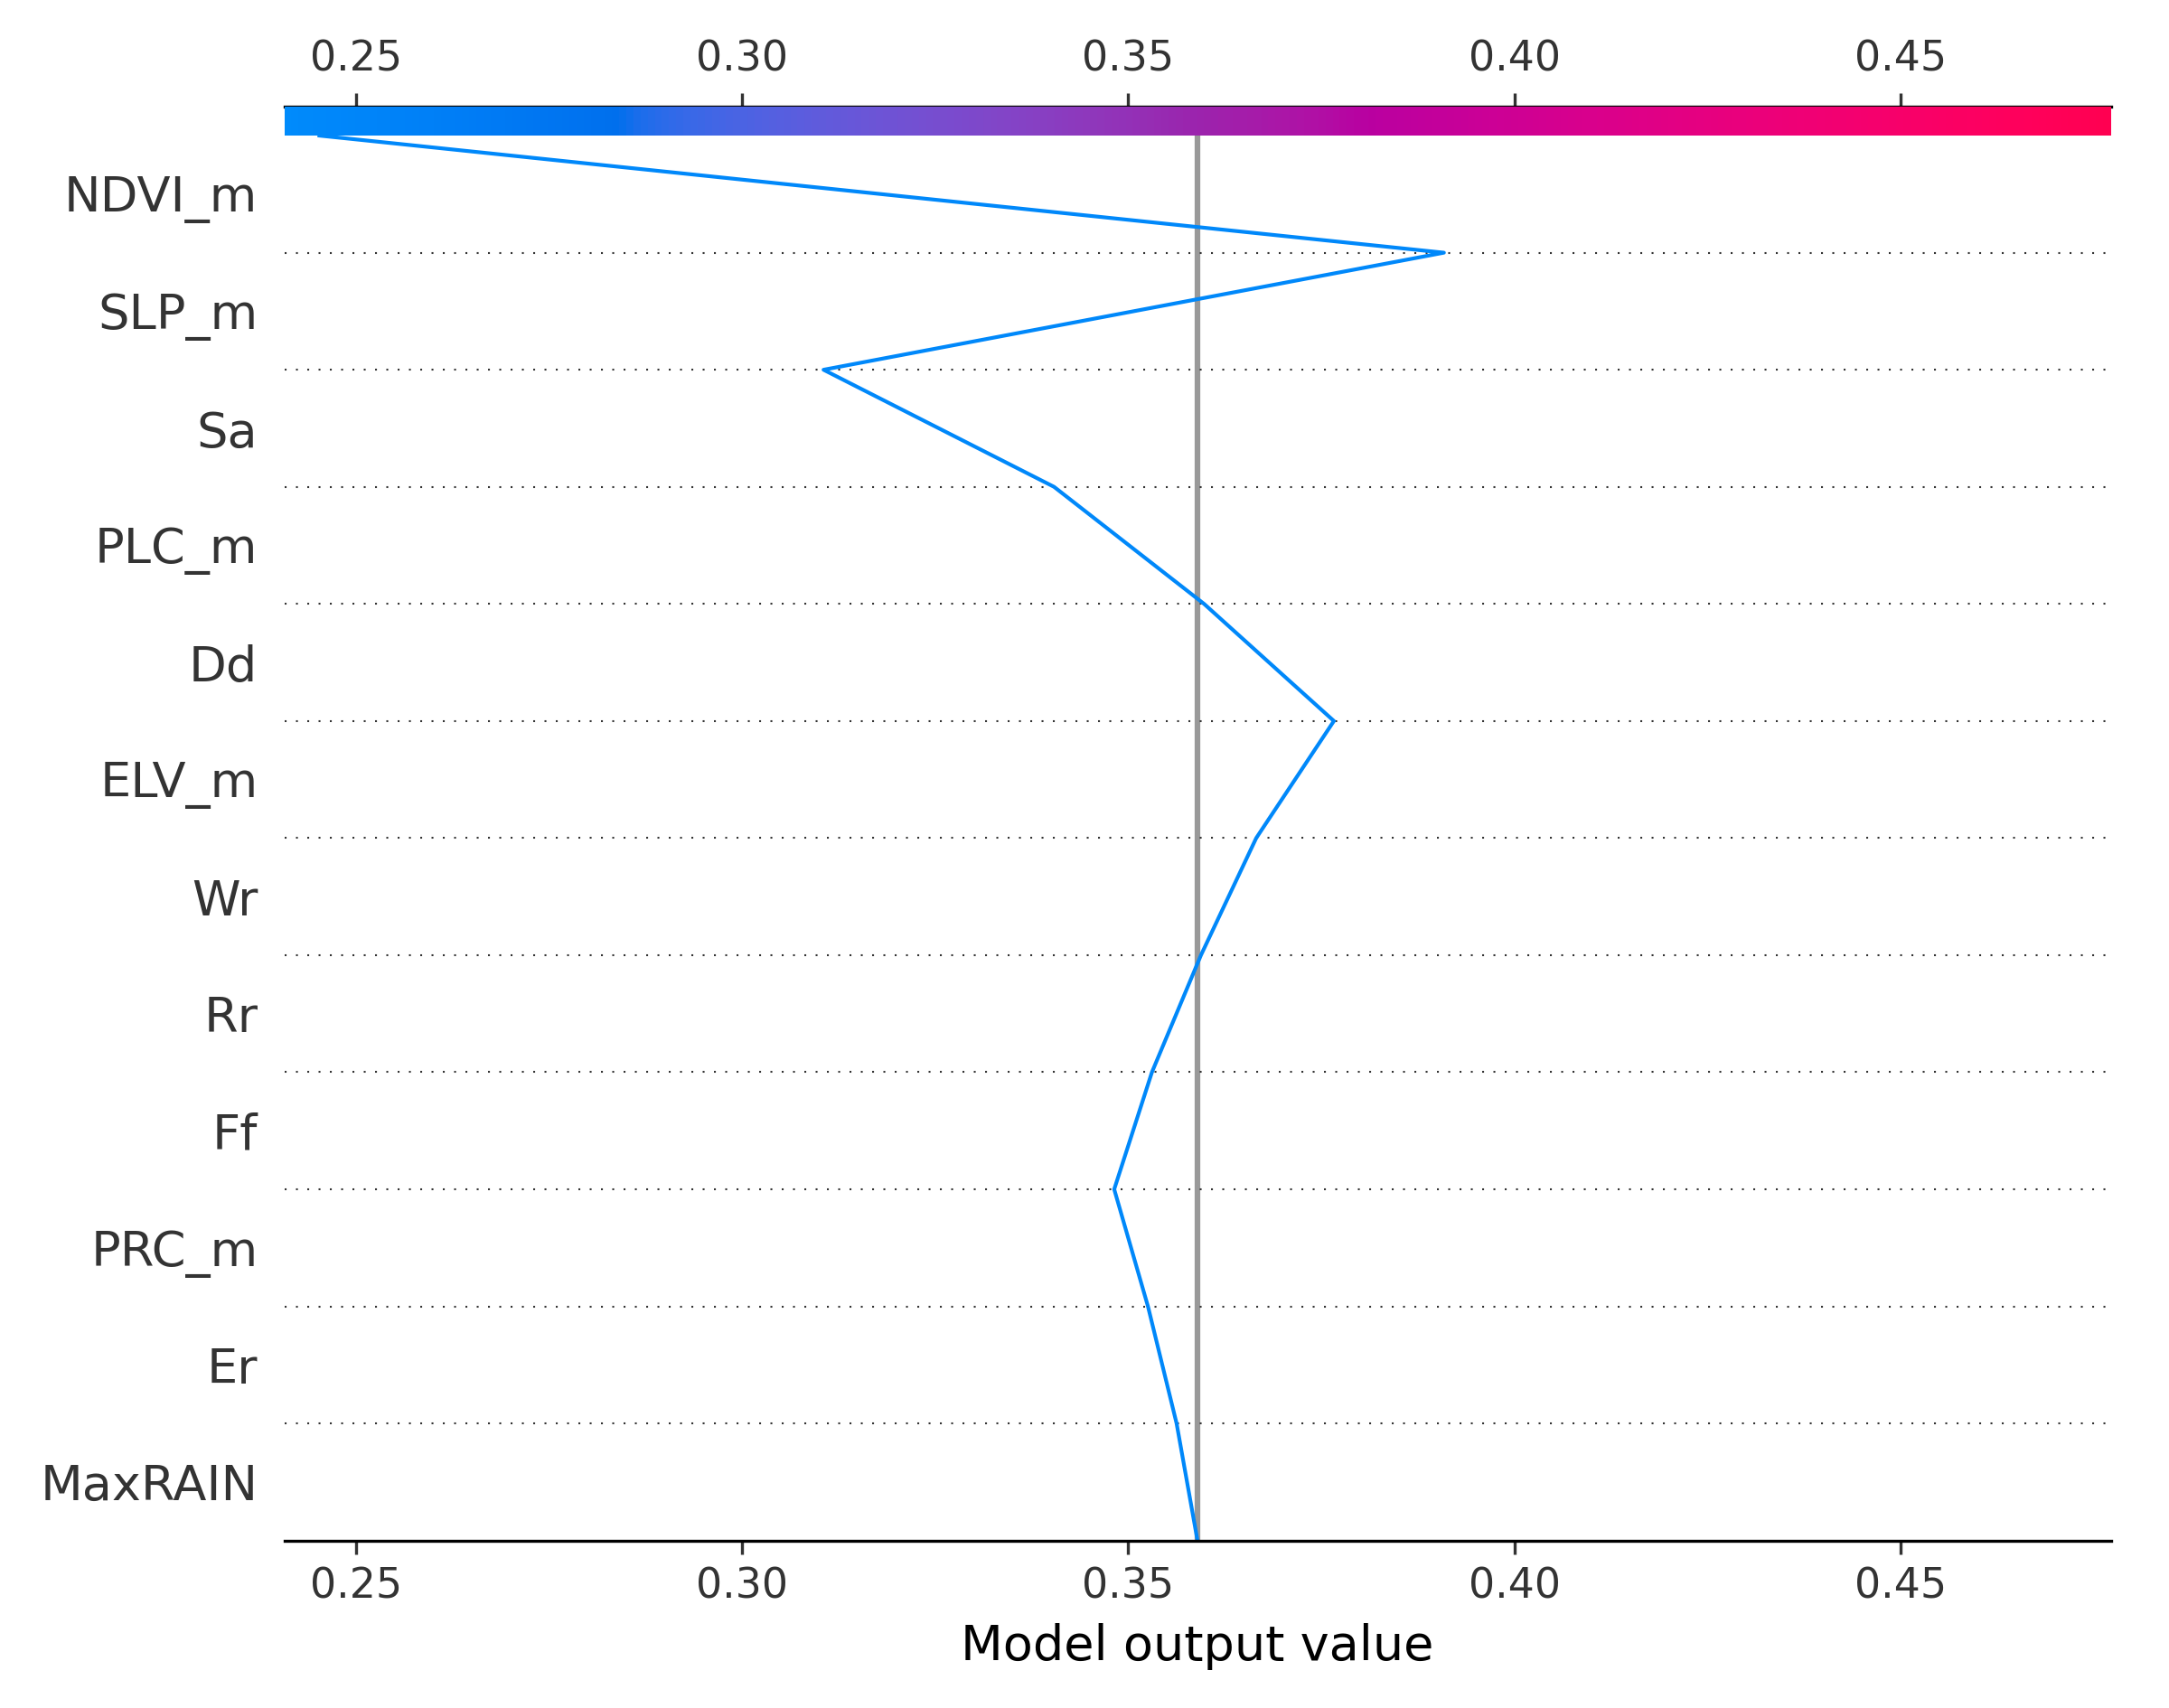 0.25 0.30 0.35 0.40 0.45
NDVI_m
SLP_m
Sa
PLC_m
Dd
ELV_m
Wr
Rr
Ff
PRC_m
Er
MaxRAIN
0.25 0.30 0.35 0.40 0.45
Model output value